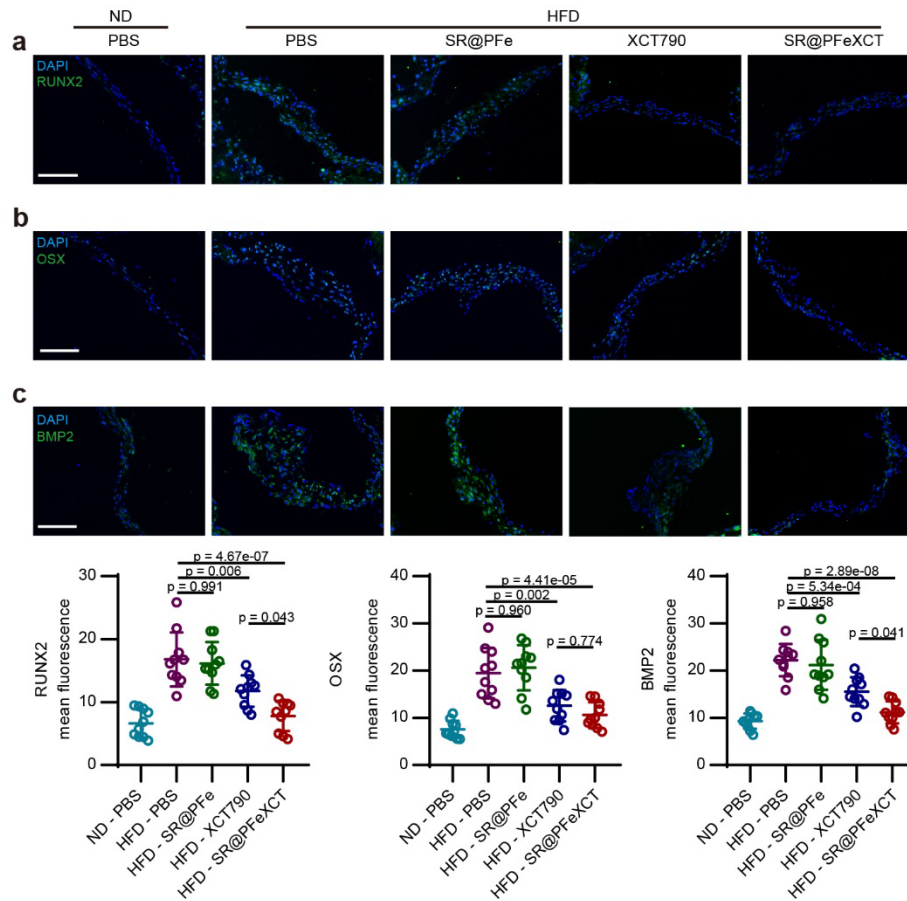 ND
HFD
a
PBS
PBS
SR@PFe
XCT790
SR@PFeXCT
DAPI
RUNX2
b
DAPI
OSX
c
DAPI
BMP2
RUNX2
mean fluorescence
30
20
10
0
p = 4.67e-07
p = 0.006
p = 0.991
p = 0.043
ND - PBS
HFD - PBS
HFD - SR@PFe
HFD - XCT790
HFD - SR@PFeXCT
OSX
mean fluorescence
40
30
20
10
0
p = 4.41e-05
p = 0.002
p = 0.960
p = 0.774
ND - PBS
HFD - PBS
HFD - SR@PFe
HFD - XCT790
HFD - SR@PFeXCT
BMP2
mean fluorescence
40
30
20
10
0
p = 2.89e-08
p = 5.34e-04
p = 0.958
p = 0.041
ND - PBS
HFD - PBS
HFD - SR@PFe
HFD - XCT790
HFD - SR@PFeXCT